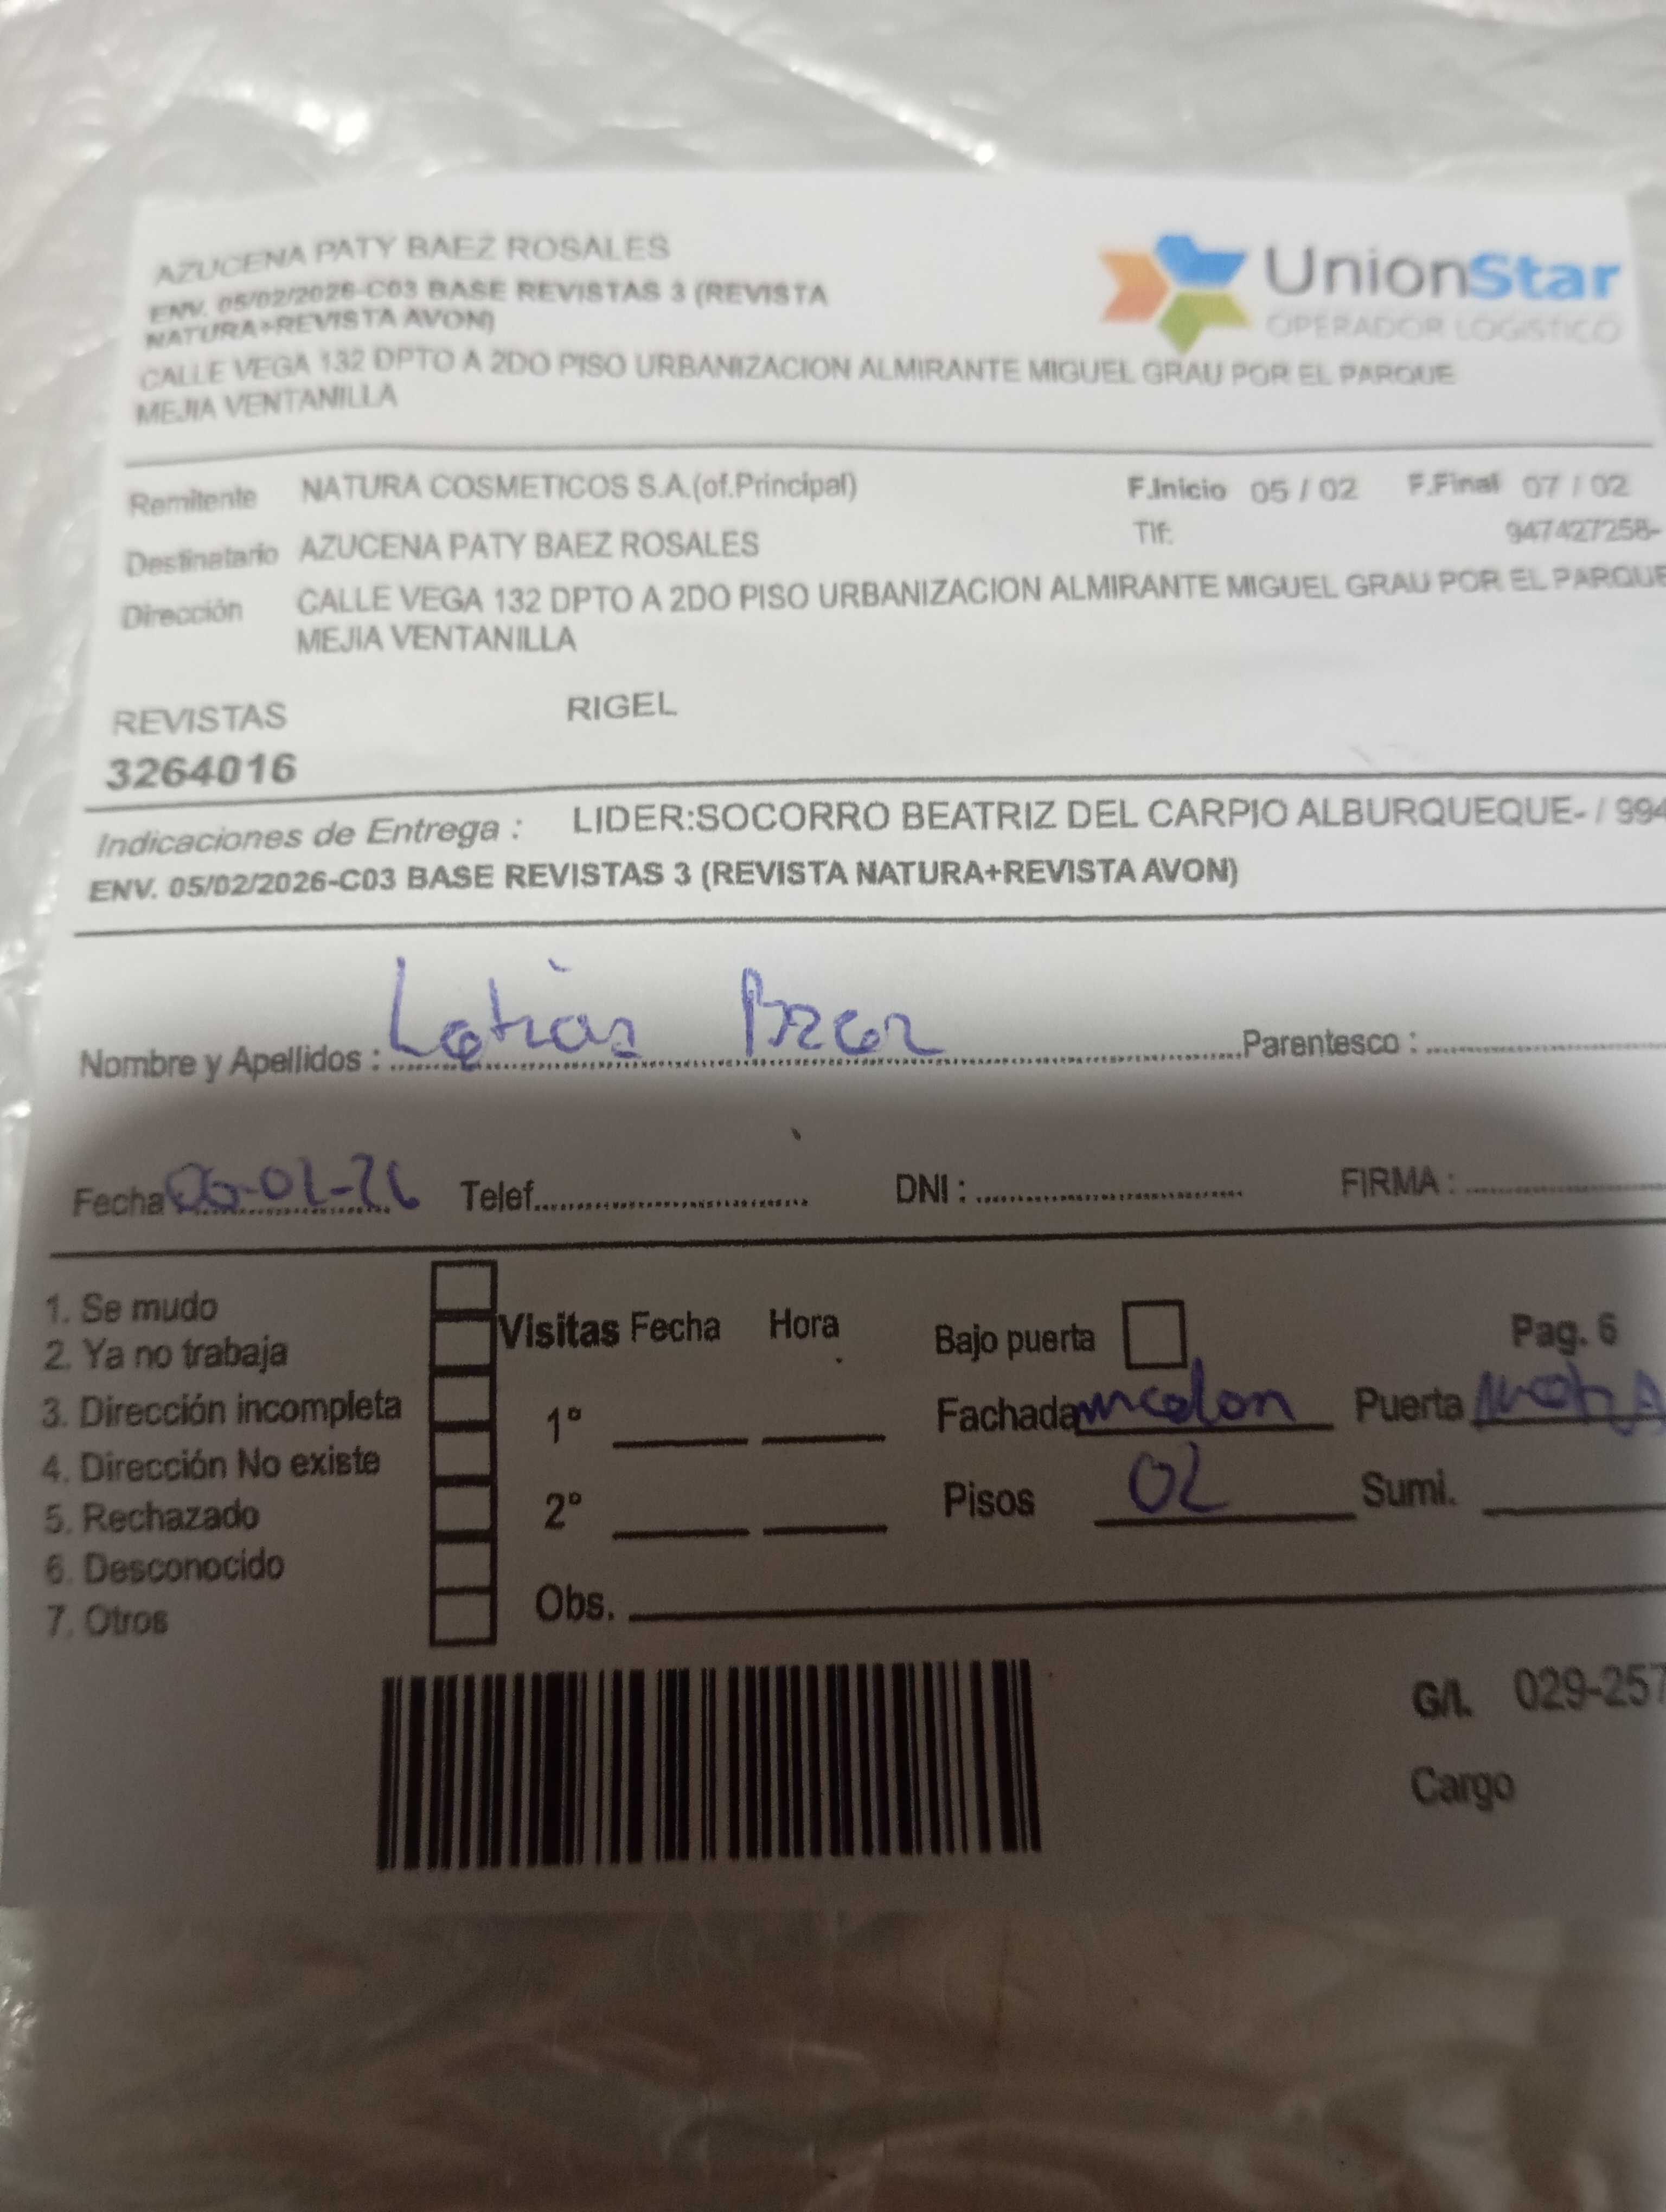 AZUCENA PATY BAEZ ROSALES
ENV. 05/02/2026-C03 BASE REVISTAS 3 (REVISTA
NATURA+REVISTA AVON)
CALLE VEGA 132 DPTO A 2DO PISO URBANIZACION ALMIRANTE MIGUEL GRAU POR EL PARQUE
MEJIA VENTANILLA
UnionStar
OPERADOR LOGISTICO
Remitente NATURA COSMETICOS S.A.(of.Principal) F.Inicio 05 / 02 F.Final 07 / 02
Destinatario AZUCENA PATY BAEZ ROSALES Tlf: 947427258-
Dirección CALLE VEGA 132 DPTO A 2DO PISO URBANIZACION ALMIRANTE MIGUEL GRAU POR EL PARQUE
MEJIA VENTANILLA
REVISTAS RIGEL
3264016
Indicaciones de Entrega : LIDER:SOCORRO BEATRIZ DEL CARPIO ALBURQUEQUE- / 994
ENV. 05/02/2026-C03 BASE REVISTAS 3 (REVISTA NATURA+REVISTA AVON)
Nombre y Apellidos : Parentesco :
Fecha 06-02-26 Telef. DNI : FIRMA :
1. Se mudo
2. Ya no trabaja
3. Dirección incompleta
4. Dirección No existe
5. Rechazado
6. Desconocido
7. Otros
Visitas Fecha Hora
1°
2°
Obs.
Bajo puerta Pag. 6
Fachada Puerta
Pisos 02 Sumi.
G/I. 029-257
Cargo